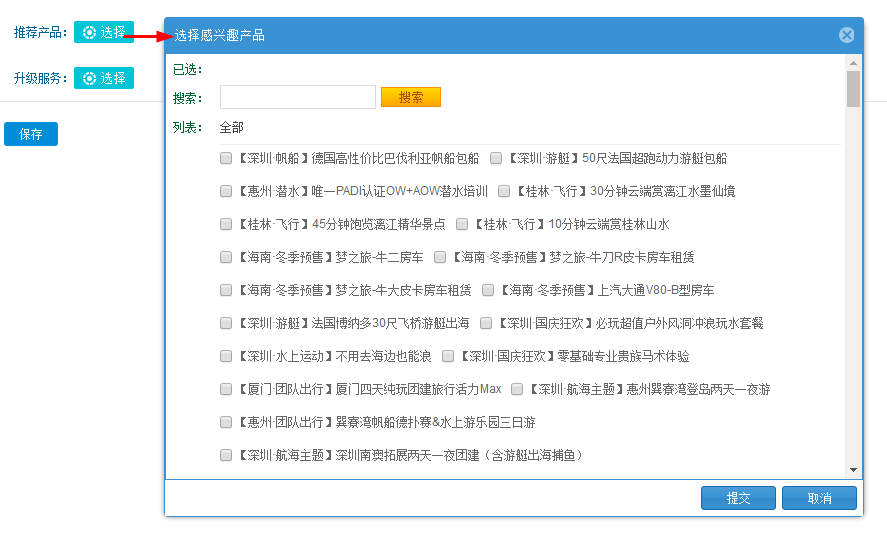 推荐产品： 选择
升级服务： 选择
保存
选择感兴趣产品
已选：
搜索： 搜索
列表： 全部
【深圳·帆船】德国高性价比巴伐利亚帆船包船 【深圳·游艇】50尺法国超跑动力游艇包船
【惠州·潜水】唯一PADI认证OW+AOW潜水培训 【桂林·飞行】30分钟云端赏漓江水墨仙境
【桂林·飞行】45分钟饱览漓江精华景点 【桂林·飞行】10分钟云端赏桂林山水
【海南·冬季预售】梦之旅-牛二房车 【海南·冬季预售】梦之旅-牛刀R皮卡房车租赁
【海南·冬季预售】梦之旅-牛大皮卡房车租赁 【海南·冬季预售】上汽大通V80-B型房车
【深圳·游艇】法国博纳多30尺飞桥游艇出海 【深圳·国庆狂欢】必玩超值户外风洞冲浪玩水套餐
【深圳·水上运动】不用去海边也能浪 【深圳·国庆狂欢】零基础专业贵族马术体验
【厦门·团队出行】厦门四天纯玩团建旅行活力Max 【深圳·航海主题】惠州巽寮湾登岛两天一夜游
【惠州·团队出行】巽寮湾帆船德扑赛&水上游乐园三日游
【深圳·航海主题】深圳南澳拓展两天一夜团建（含游艇出海捕鱼）
提交 取消